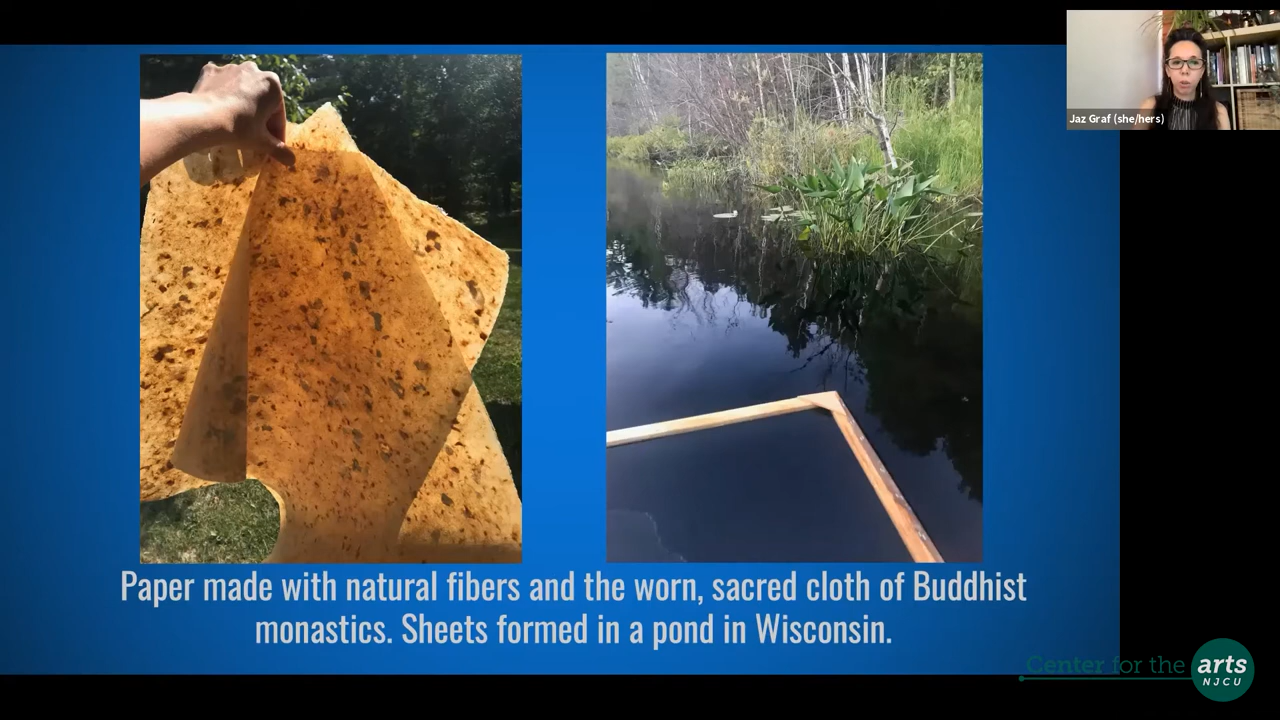 Jaz Graf (she/hers)
Paper made with natural fibers and the worn, sacred cloth of Buddhist
monastics. Sheets formed in a pond in Wisconsin.
Center for the arts
NJCU